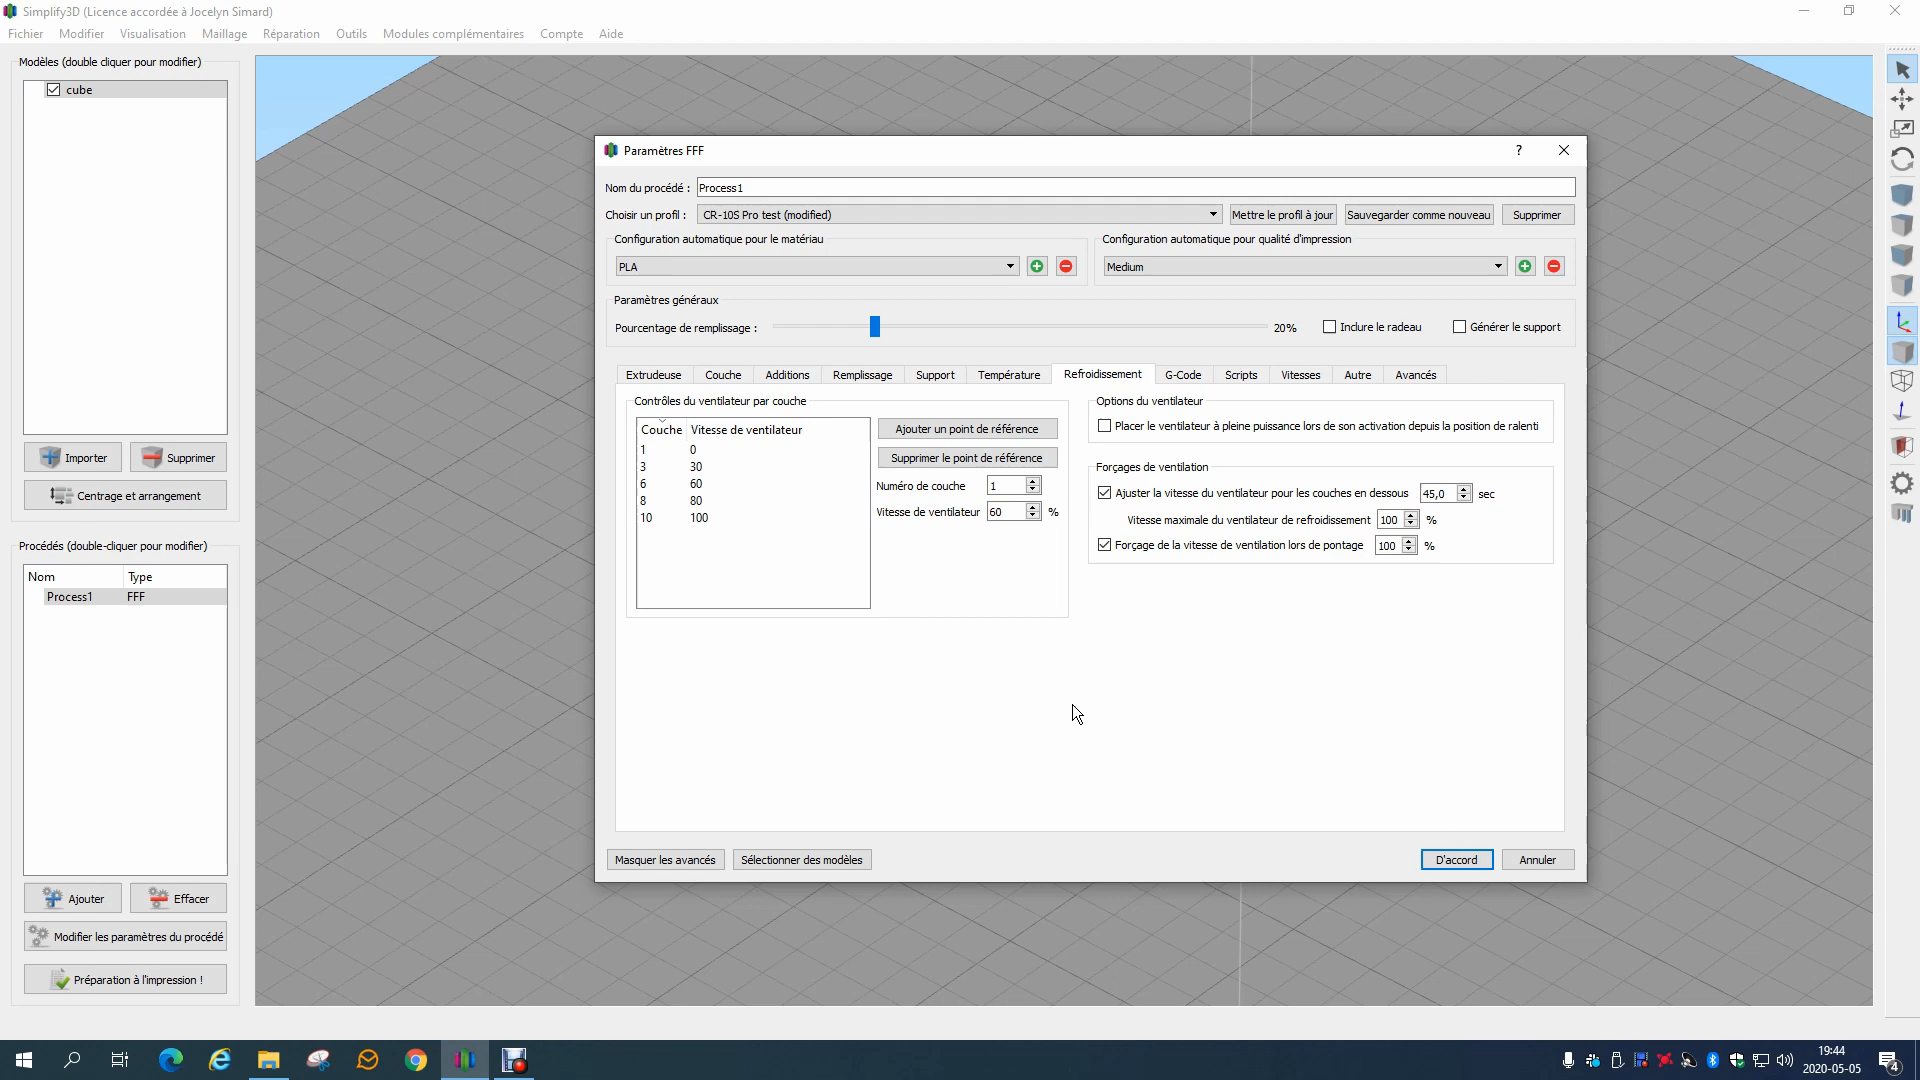 Simplify3D (Licence accordée à Jocelyn Simard)
Fichier Modifier Visualisation Maillage Réparation Outils Modules complémentaires Compte Aide
Modèles (double cliquer pour modifier)
cube
Importer Supprimer
Centrage et arrangement
Procédés (double-cliquer pour modifier)
Nom Type
Process1 FFF
Ajouter Effacer
Modifier les paramètres du procédé
Préparation à l'impression !
Paramètres FFF ?
Nom du procédé : Process1
Choisir un profil : CR-10S Pro test (modified) Mettre le profil à jour Sauvegarder comme nouveau Supprimer
Configuration automatique pour le matériau
PLA
Configuration automatique pour qualité d'impression
Medium
Paramètres généraux
Pourcentage de remplissage : 20% Inclure le radeau Générer le support
Extrudeuse Couche Additions Remplissage Support Température Refroidissement G-Code Scripts Vitesses Autre Avancés
Contrôles du ventilateur par couche
Couche Vitesse de ventilateur
1 0
3 30
6 60
8 80
10 100
Ajouter un point de référence
Supprimer le point de référence
Numéro de couche 1
Vitesse de ventilateur 60 %
Options du ventilateur
Placer le ventilateur à pleine puissance lors de son activation depuis la position de ralenti
Forçages de ventilation
Ajuster la vitesse du ventilateur pour les couches en dessous 45,0 sec
Vitesse maximale du ventilateur de refroidissement 100 %
Forçage de la vitesse de ventilation lors de pontage 100 %
Masquer les avancés Sélectionner des modèles D'accord Annuler
19:44
2020-05-05
4